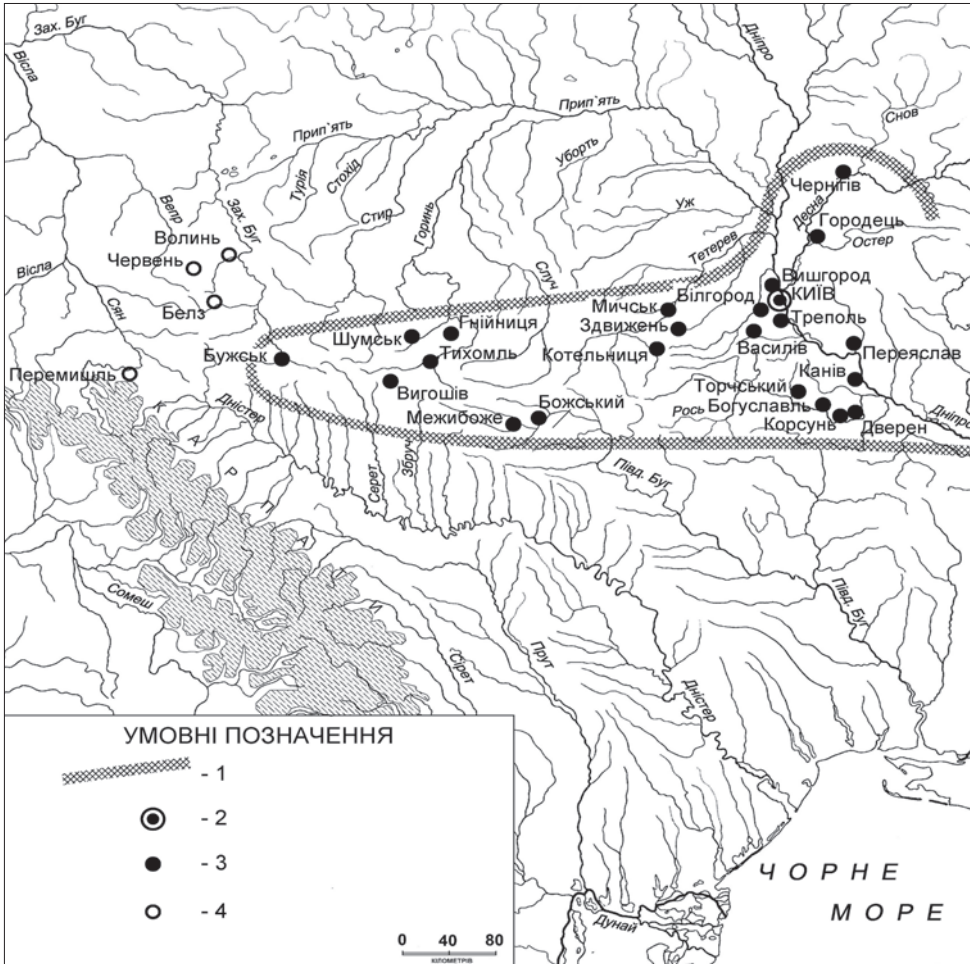 Зах. Буг
Вісла
Дніпро
Прип`ять
Снов
Прип`ять
Уборть
Турія
Стохід
Чернігів
Вепр
Стир
Горинь
Уж
Десна
Зах. Буг
Городець
Остер
Волинь
Тетерев
Червень
Вісла
Случ
Вишгород
Сян
Мичськ
Білгород
КИЇВ
Белз
Гнійниця
Здвижень
Треполь
Шумськ
Бужськ
Тихомль
Котельниця
Василів
Переяслав
Перемишль
Канів
Вигошів
Торчський
Дністер
Божський
Рось
Богуславль
Межибоже
Корсунь
Дверен
Дніпро
КАРПАТИ
Серет
Збруч
Півд. Буг
Сомеш
Півд. Буг
Сірет
Прут
Дністер
УМОВНІ ПОЗНАЧЕННЯ
- 1
- 2
- 3
- 4
0 40 80
КІЛОМЕТРІВ
Дунай
ЧОРНЕ
МОРЕ